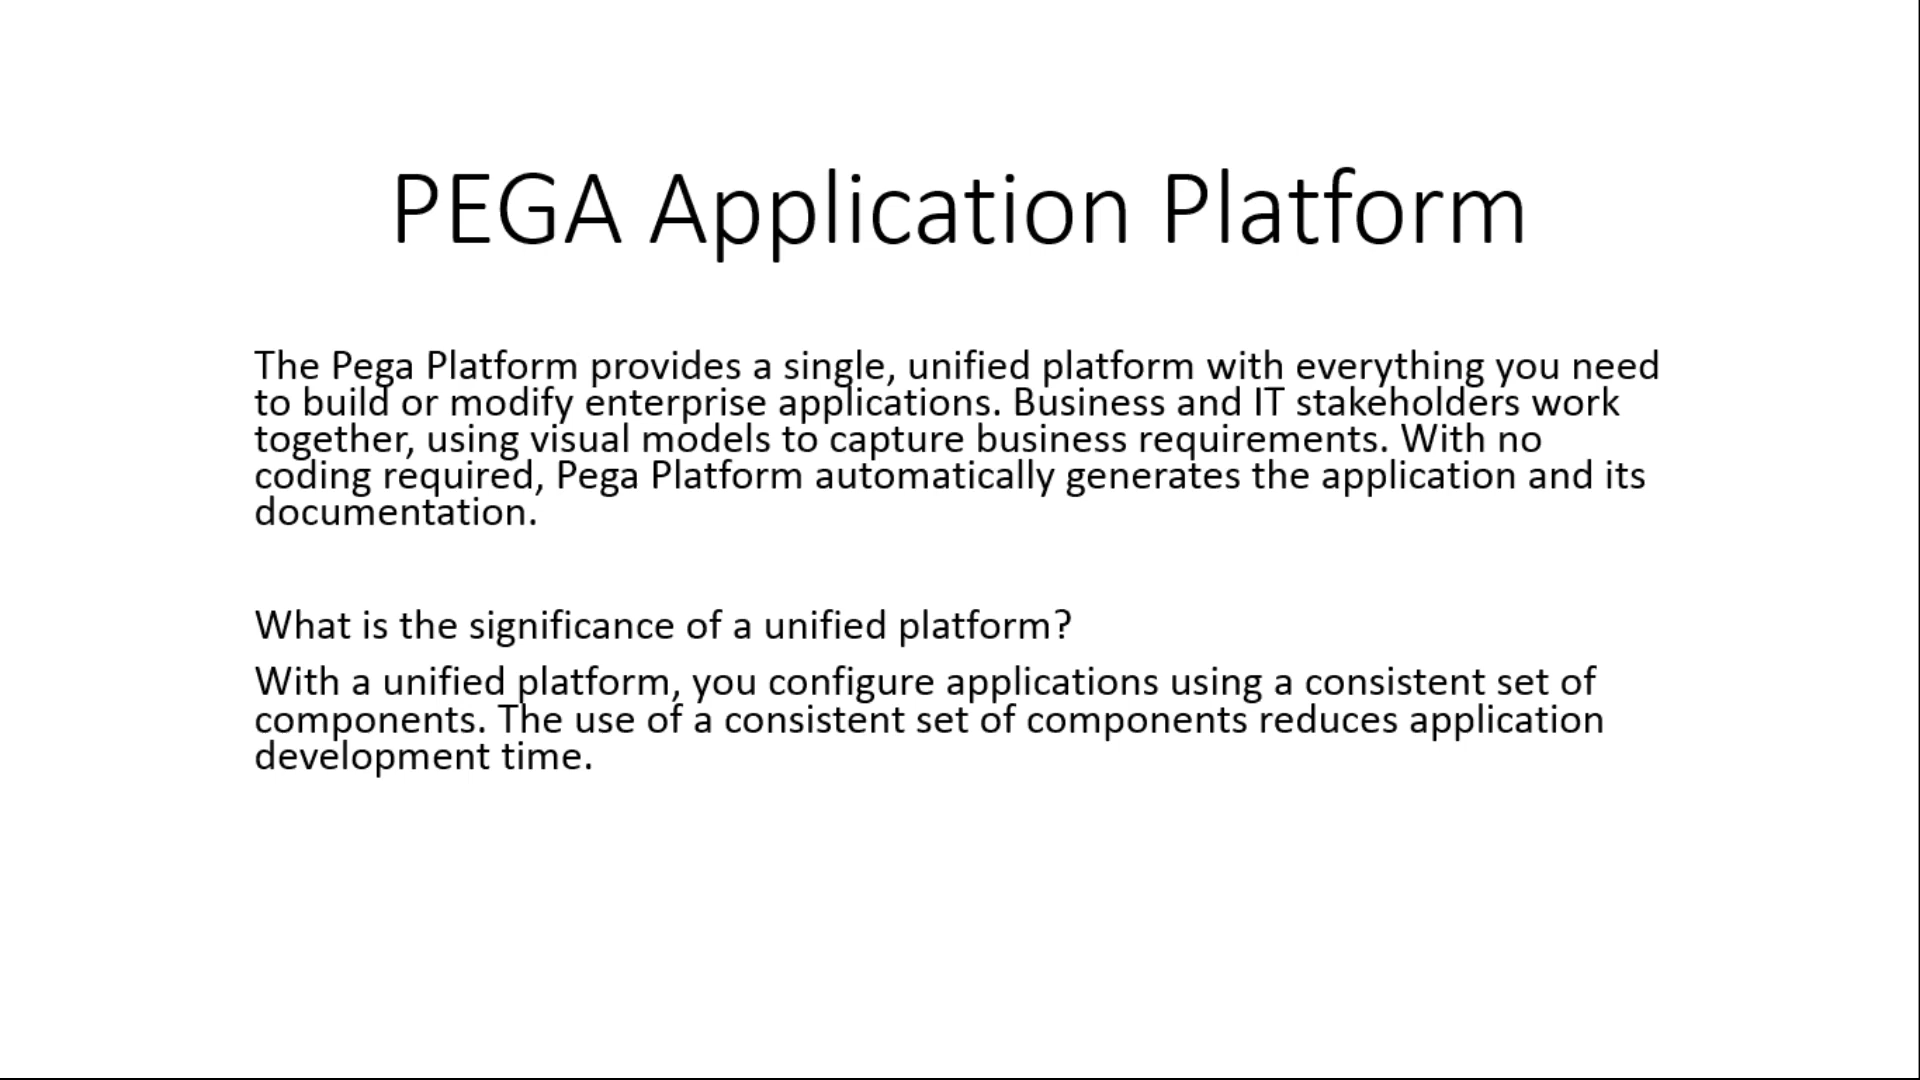 PEGA Application Platform
The Pega Platform provides a single, unified platform with everything you need
to build or modify enterprise applications. Business and IT stakeholders work
together, using visual models to capture business requirements. With no
coding required, Pega Platform automatically generates the application and its
documentation.
What is the significance of a unified platform?
With a unified platform, you configure applications using a consistent set of
components. The use of a consistent set of components reduces application
development time.